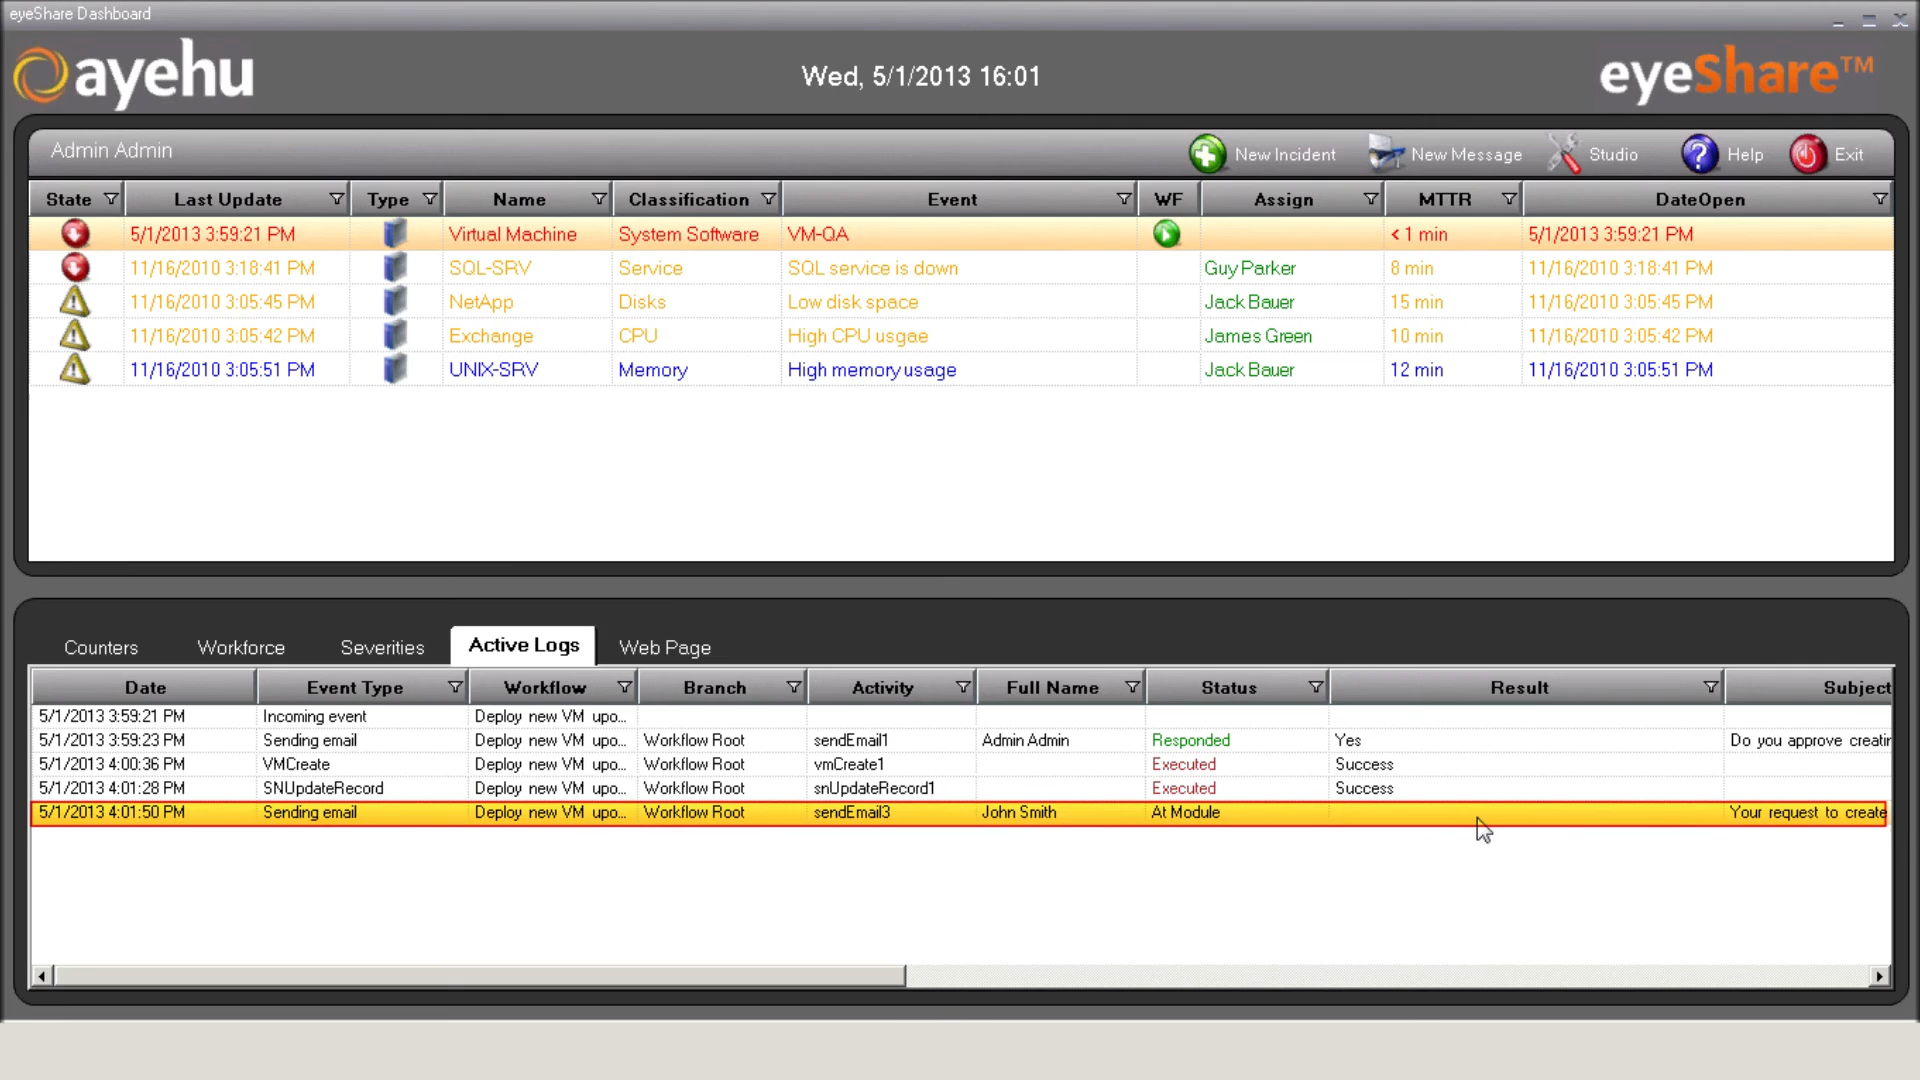 eyeShare Dashboard
ayehu
Wed, 5/1/2013 16:01
eyeShare™
Admin Admin
New Incident New Message Studio Help Exit
State Last Update Type Name Classification Event WF Assign MTTR DateOpen
5/1/2013 3:59:21 PM Virtual Machine System Software VM-QA < 1 min 5/1/2013 3:59:21 PM
11/16/2010 3:18:41 PM SQL-SRV Service SQL service is down Guy Parker 8 min 11/16/2010 3:18:41 PM
11/16/2010 3:05:45 PM NetApp Disks Low disk space Jack Bauer 15 min 11/16/2010 3:05:45 PM
11/16/2010 3:05:42 PM Exchange CPU High CPU usgae James Green 10 min 11/16/2010 3:05:42 PM
11/16/2010 3:05:51 PM UNIX-SRV Memory High memory usage Jack Bauer 12 min 11/16/2010 3:05:51 PM
Counters Workforce Severities Active Logs Web Page
Date Event Type Workflow Branch Activity Full Name Status Result Subject
5/1/2013 3:59:21 PM Incoming event Deploy new VM upo...
5/1/2013 3:59:23 PM Sending email Deploy new VM upo... Workflow Root sendEmail1 Admin Admin Responded Yes Do you approve creatin
5/1/2013 4:00:36 PM VMCreate Deploy new VM upo... Workflow Root vmCreate1 Executed Success
5/1/2013 4:01:28 PM SNUpdateRecord Deploy new VM upo... Workflow Root snUpdateRecord1 Executed Success
5/1/2013 4:01:50 PM Sending email Deploy new VM upo... Workflow Root sendEmail3 John Smith At Module Your request to create